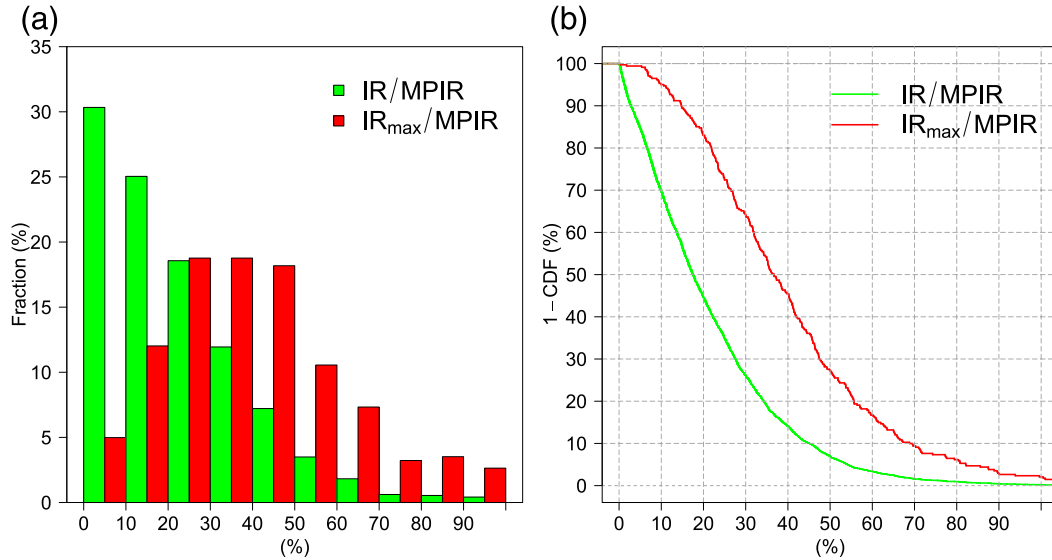 (a)
35
30
25
20
15
10
5
0
Fraction (%)
IR/MPIR
IRmax/MPIR
0 10 20 30 40 50 60 70 80 90
(%)
(b)
100
90
80
70
60
50
40
30
20
10
0
1−CDF (%)
IR/MPIR
IRmax/MPIR
0 10 20 30 40 50 60 70 80 90
(%)